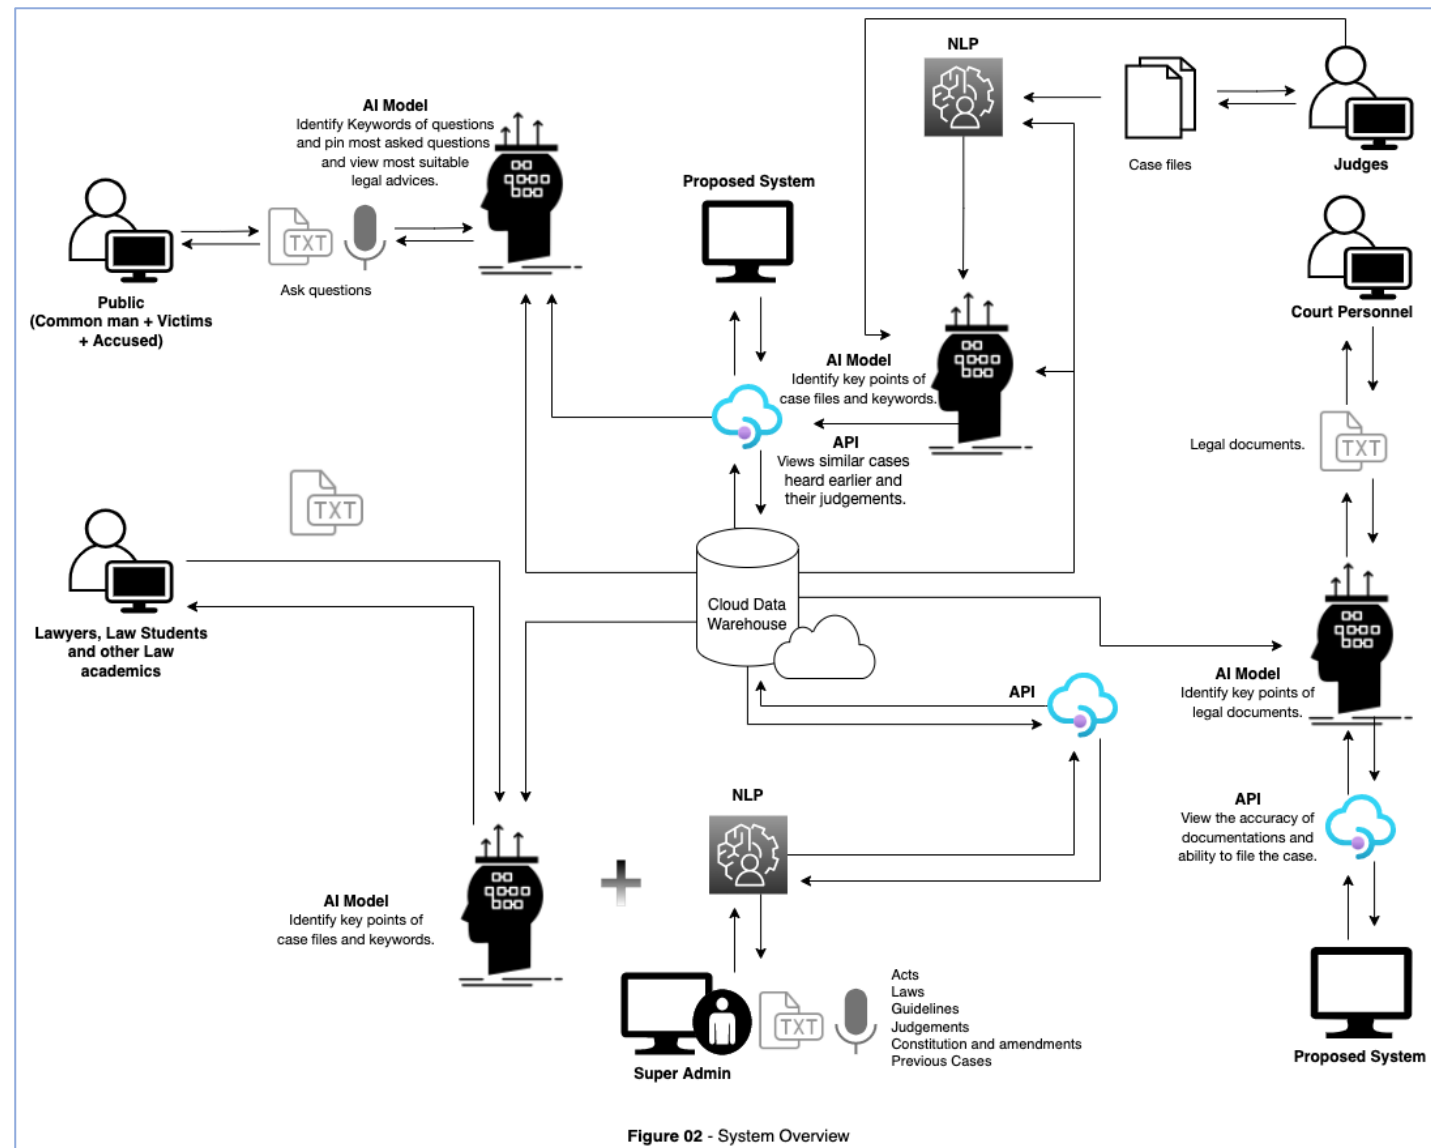 NLP
Case files
Judges
AI Model
Identify Keywords of questions
and pin most asked questions
and view most suitable
legal advices.
TXT
Ask questions
Public
(Common man + Victims
+ Accused)
Proposed System
Court Personnel
AI Model
Identify key points of
case files and keywords.
API
Views similar cases
heard earlier and
their judgements.
Legal documents.
TXT
TXT
Lawyers, Law Students
and other Law
academics
Cloud Data
Warehouse
AI Model
Identify key points of
legal documents.
API
API
View the accuracy of
documentations and
ability to file the case.
NLP
AI Model
Identify key points of
case files and keywords.
TXT
Super Admin
Acts
Laws
Guidelines
Judgements
Constitution and amendments
Previous Cases
Proposed System
Figure 02 - System Overview